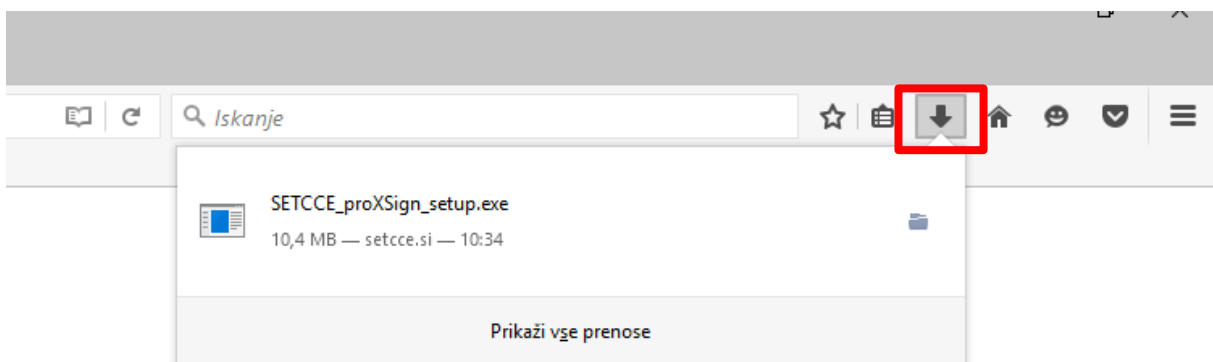 Iskanje
SETCCE_proXSign_setup.exe
10,4 MB — setcce.si — 10:34
Prikaži vse prenose